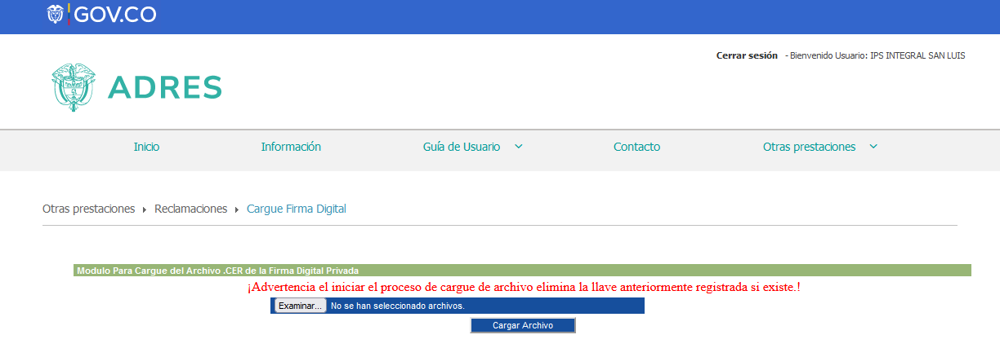 GOV.CO
Cerrar sesión - Bienvenido Usuario: IPS INTEGRAL SAN LUIS
ADRES
Inicio Información Guía de Usuario Contacto Otras prestaciones
Otras prestaciones Reclamaciones Cargue Firma Digital
Modulo Para Cargue del Archivo .CER de la Firma Digital Privada
¡Advertencia el iniciar el proceso de cargue de archivo elimina la llave anteriormente registrada si existe.!
Examinar... No se han seleccionado archivos.
Cargar Archivo